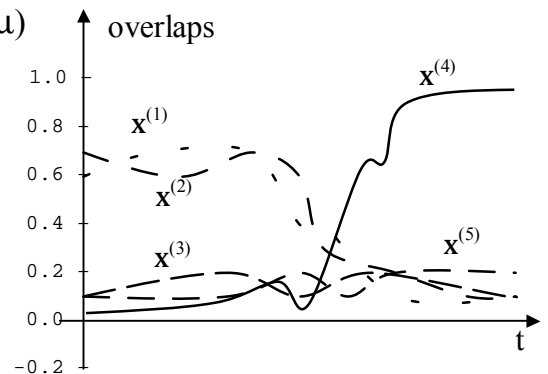 μ)
overlaps
1.0
x(4)
x(1)
0.8
0.6
x(2)
0.4
x(3)
x(5)
0.2
0.0
t
-0.2